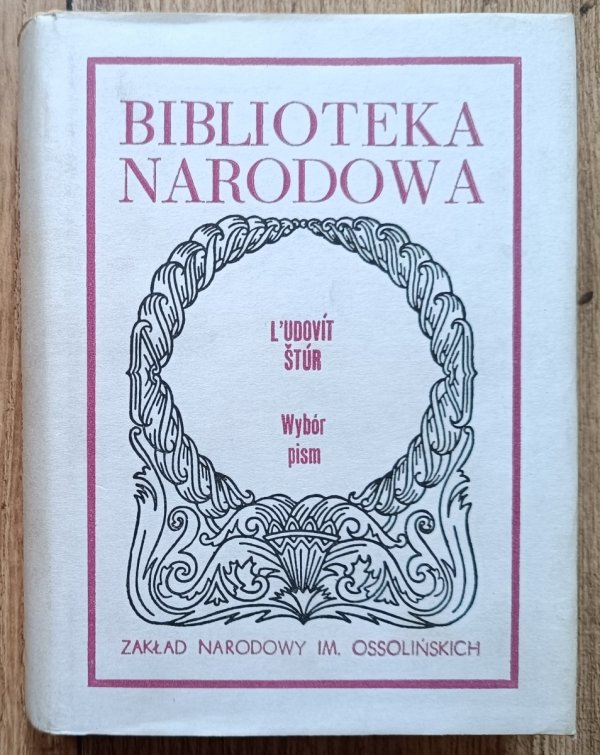 BIBLIOTEKA
NARODOWA
L'UDOVÍT
ŠTÚR
Wybór
pism
ZAKŁAD NARODOWY IM. OSSOLIŃSKICH